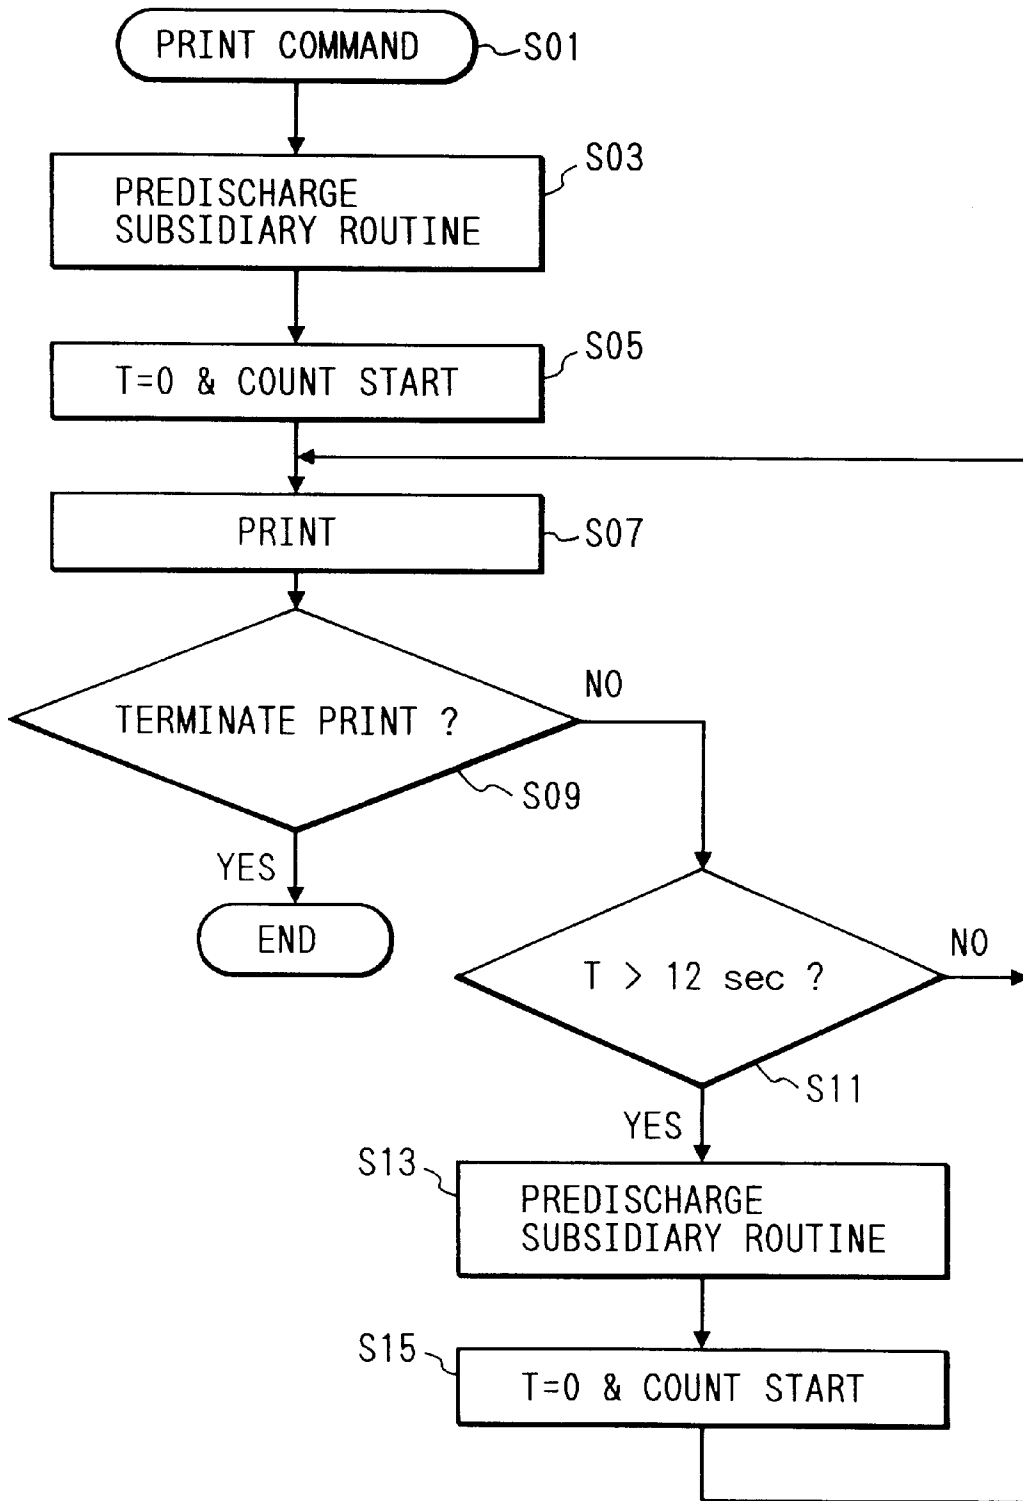 PRINT COMMAND
S01
PREDISCHARGE
SUBSIDIARY ROUTINE
S03
T=0 & COUNT START
S05
PRINT
S07
TERMINATE PRINT ?
NO
S09
YES
END
T > 12 sec ?
NO
S11
YES
S13
PREDISCHARGE
SUBSIDIARY ROUTINE
S15
T=0 & COUNT START